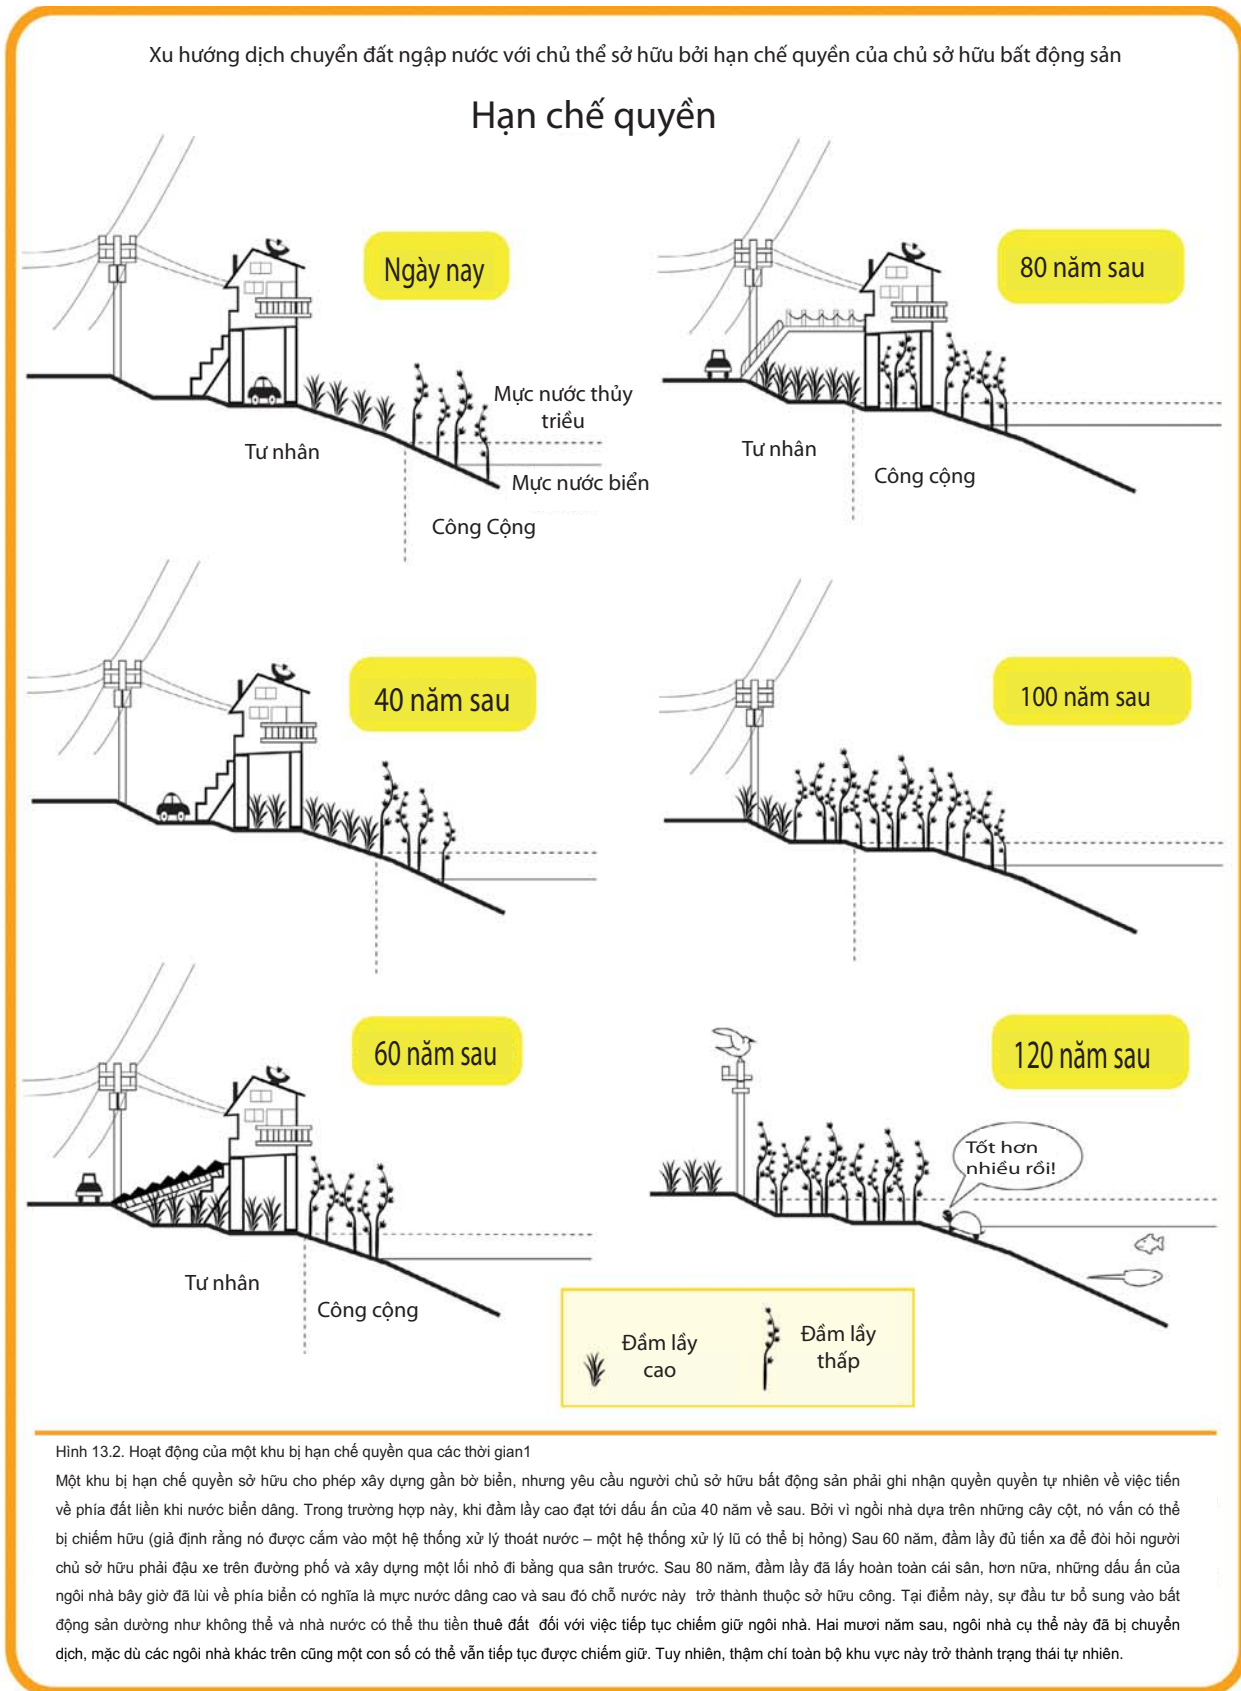 Xu hướng dịch chuyển đất ngập nước với chủ thể sở hữu bởi hạn chế quyền của chủ sở hữu bất động sản
Hạn chế quyền
Ngày nay
Mực nước thủy
triều
Tư nhân
Mực nước biển
Công Cộng
80 năm sau
Tư nhân
Công cộng
40 năm sau
100 năm sau
60 năm sau
Tư nhân
Công cộng
120 năm sau
Tốt hơn
nhiều rồi!
Đầm lầy
cao
Đầm lầy
thấp
Hình 13.2. Hoạt động của một khu bị hạn chế quyền qua các thời gian1
Một khu bị hạn chế quyền sở hữu cho phép xây dựng gần bờ biển, nhưng yêu cầu người chủ sở hữu bất động sản phải ghi nhận quyền quyền tự nhiên về việc tiến
về phía đất liền khi nước biển dâng. Trong trường hợp này, khi đầm lầy cao đạt tới dấu ấn của 40 năm về sau. Bởi vì ngồi nhà dựa trên những cây cột, nó vấn có thể
bị chiếm hữu (giả định rằng nó được cắm vào một hệ thống xử lý thoát nước – một hệ thống xử lý lũ có thể bị hỏng) Sau 60 năm, đầm lầy đủ tiến xa để đòi hỏi người
chủ sở hữu phải đậu xe trên đường phố và xây dựng một lối nhỏ đi bằng qua sân trước. Sau 80 năm, đầm lầy đã lấy hoàn toàn cái sân, hơn nữa, những dấu ấn của
ngôi nhà bây giờ đã lùi về phía biển có nghĩa là mực nước dâng cao và sau đó chỗ nước này trở thành thuộc sở hữu công. Tại điểm này, sự đầu tư bổ sung vào bất
động sản dường như không thể và nhà nước có thể thu tiền thuê đất đối với việc tiếp tục chiếm giữ ngôi nhà. Hai mươi năm sau, ngôi nhà cụ thể này đã bị chuyển
dịch, mặc dù các ngôi nhà khác trên cũng một con số có thể vẫn tiếp tục được chiếm giữ. Tuy nhiên, thậm chí toàn bộ khu vực này trở thành trạng thái tự nhiên.